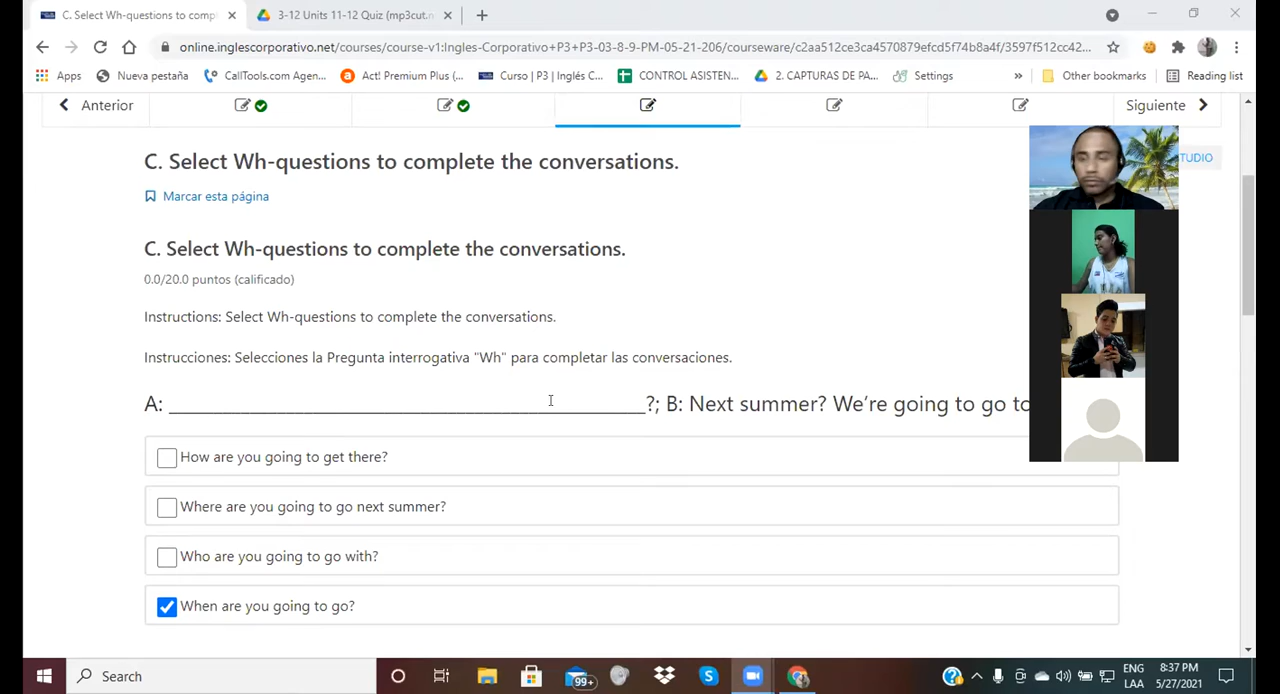 C. Select Wh-questions to comp
3-12 Units 11-12 Quiz (mp3cut.n
online.inglescorporativo.net/courses/course-v1:Ingles-Corporativo+P3+P3-03-8-9-PM-05-21-206/courseware/c2aa512ce3ca4570879efcd5f74b8a4f/3597f512cc42...
Apps
Nueva pestaña
CallTools.com Agen...
Act! Premium Plus (...
Curso | P3 | Inglés C...
CONTROL ASISTEN...
2. CAPTURAS DE PA...
Settings
»
Other bookmarks
Reading list
Anterior
Siguiente
C. Select Wh-questions to complete the conversations.
TUDIO
Marcar esta página
C. Select Wh-questions to complete the conversations.
0.0/20.0 puntos (calificado)
Instructions: Select Wh-questions to complete the conversations.
Instrucciones: Selecciones la Pregunta interrogativa "Wh" para completar las conversaciones.
A: ________________________________________?; B: Next summer? We’re going to go to
How are you going to get there?
Where are you going to go next summer?
Who are you going to go with?
When are you going to go?
Search
99+
ENG
LAA
8:37 PM
5/27/2021